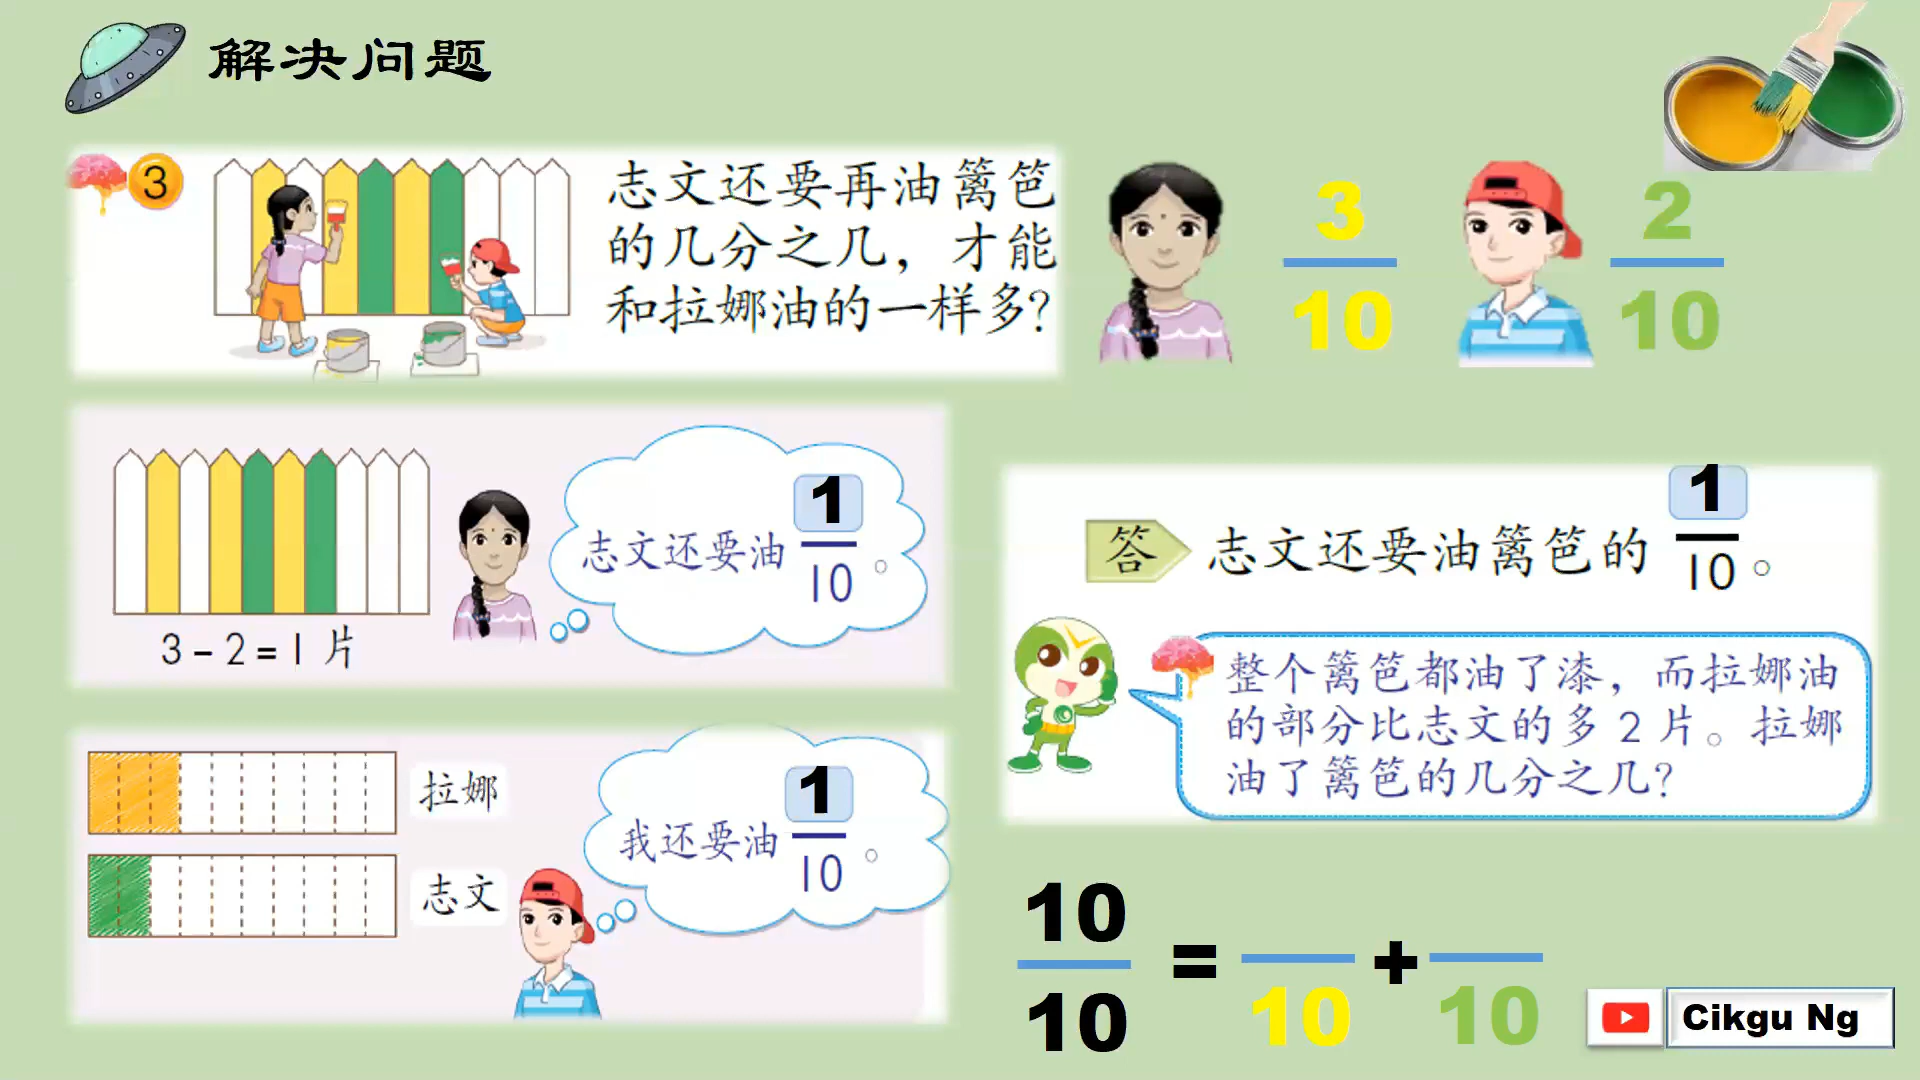 解决问题
3
志文还要再油篱笆
的几分之几，才能
和拉娜油的一样多？
3
10
2
10
3－2＝1 片
志文还要油 1
10 。
拉娜
志文
我还要油 1
10 。
答 志文还要油篱笆的 1
10 。
整个篱笆都油了漆，而拉娜油
的部分比志文的多 2 片。拉娜
油了篱笆的几分之几？
10
10
=
10
+
10
Cikgu Ng